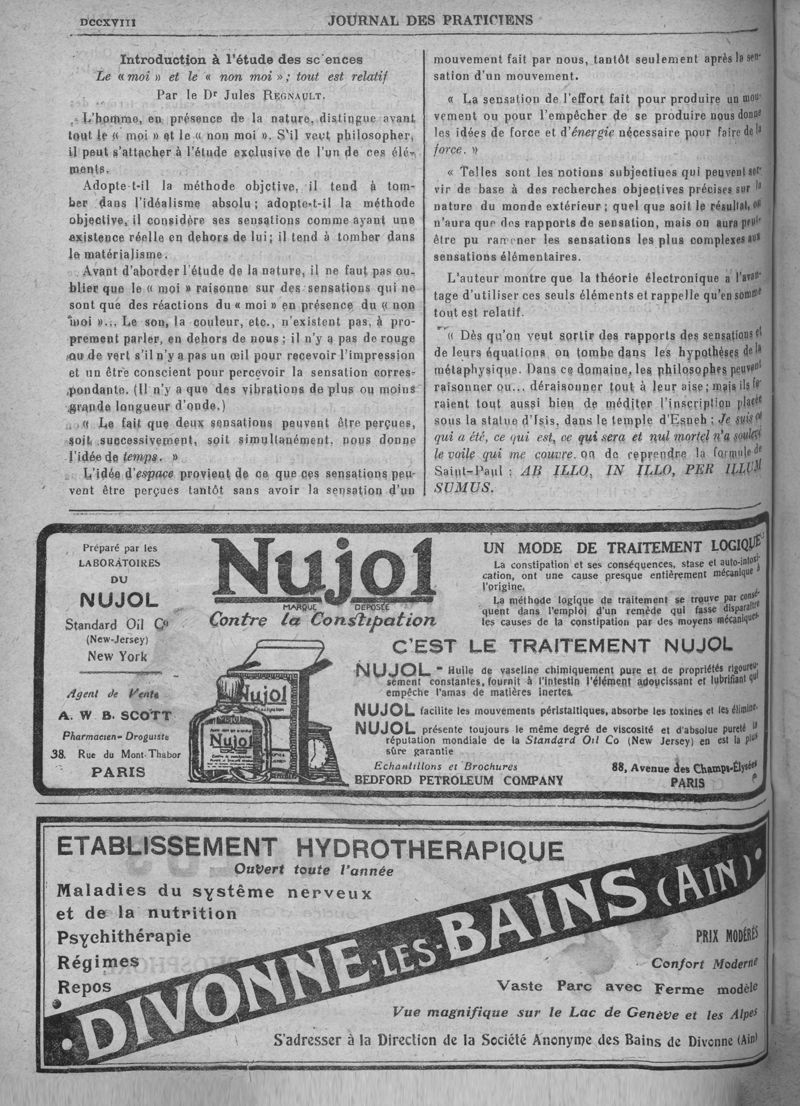 DCCXVIII
JOURNAL DES PRATICIENS
Introduction à l'étude des sciences
Le « moi » et le « non moi » ; tout est relatif
Par le Dr Jules REGNAULT.
L'homme, en présence de la nature, distingue avant
tout le « moi » et le « non moi ». S'il veut philosopher,
il peut s'attacher à l'étude exclusive de l'un de ces élé-
ments.
Adopte-t-il la méthode objctive, il tend à tom-
ber dans l'idéalisme absolu ; adopte-t-il la méthode
objective, il considère ses sensations comme ayant une
existence réelle en dehors de lui ; il tend à tomber dans
le matérialisme.
Avant d'aborder l'étude de la nature, il ne faut pas ou-
blier que le « moi » raisonne sur des sensations qui ne
sont que des réactions du « moi » en présence du « non
moi »... Le son, la couleur, etc., n'existent pas, à pro-
prement parler, en dehors de nous ; il n'y a pas de rouge
ou de vert s'il n'y a pas un œil pour recevoir l'impression
et un être conscient pour percevoir la sensation corres-
pondante. (Il n'y a que des vibrations de plus ou moins
grande longueur d'onde.)
« Le fait que deux sensations peuvent être perçues,
soit successivement, soit simultanément, nous donne
l'idée de temps. »
L'idée d'espace provient de ce que ces sensations peu-
vent être perçues tantôt sans avoir la sensation d'un
mouvement fait par nous, tantôt seulement après la sen-
sation d'un mouvement.
« La sensation de l'effort fait pour produire un mou-
vement ou pour l'empêcher de se produire nous donne
les idées de force et d'énergie nécessaire pour faire de la
force. »
« Telles sont les notions subjectives qui peuvent ser-
vir de base à des recherches objectives précises sur la
nature du monde extérieur ; quel que soit le résultat, on
n'aura que des rapports de sensation, mais on aura peut-
être pu ramener les sensations les plus complexes aux
sensations élémentaires.
L'auteur montre que la théorie électronique a l'avan-
tage d'utiliser ces seuls éléments et rappelle qu'en somme
tout est relatif.
« Dès qu'on veut sortir des rapports des sensations et
de leurs équations on tombe dans les hypothèses de la
métaphysique. Dans ce domaine, les philosophes peuvent
raisonner ou... déraisonner tout à leur aise ; mais ils fe-
raient tout aussi bien de méditer l'inscription placée
sous la statue d'Isis, dans le temple d'Esneh : Je suis ce
qui a été, ce qui est, ce qui sera et nul mortel n'a soulevé
le voile qui me couvre. on de reprendre la formule de
Saint-Paul : AB ILLO, IN ILLO, PER ILLUM
SUMUS.
Préparé par les
LABORATOIRES
DU
NUJOL
Standard Oil Co
(New-Jersey)
New York
Agent de Vente
A. W B. SCOTT
Pharmacien-Droguiste
38. Rue du Mont-Thabor
PARIS
Nujol
MARQUE DÉPOSÉE
Contre la Constipation
Nujol
Nujol
UN MODE DE TRAITEMENT LOGIQUE
La constipation et ses conséquences, stase et auto-intoxi-
cation, ont une cause presque entièrement mécanique à
l'origine.
La méthode logique de traitement se trouve par consé-
quent dans l'emploi d'un remède qui fasse disparaître
les causes de la constipation par des moyens mécaniques.
C'EST LE TRAITEMENT NUJOL
NUJOL - Huile de vaseline chimiquement pure et de propriétés rigoureu-
sement constantes, fournit à l'intestin l'élément adoucissant et lubrifiant qui
empêche l'amas de matières inertes.
NUJOL facilite les mouvements péristaltiques, absorbe les toxines et les élimine.
NUJOL présente toujours le même degré de viscosité et d'absolue pureté la
réputation mondiale de la Standard Oil Co (New Jersey) en est la plus
sûre garantie
Echantillons et Brochures
BEDFORD PETROLEUM COMPANY
88, Avenue des Champs-Élysées
PARIS
ETABLISSEMENT HYDROTHERAPIQUE
Ouvert toute l'année
Maladies du système nerveux
et de la nutrition
Psychithérapie
Régimes
Repos
DIVONNE-LES-BAINS (AIN)
PRIX MODÉRÉS
Confort Moderne
Vaste Parc avec Ferme modèle
Vue magnifique sur le Lac de Genève et les Alpes
S'adresser à la Direction de la Société Anonyme des Bains de Divonne (Ain)